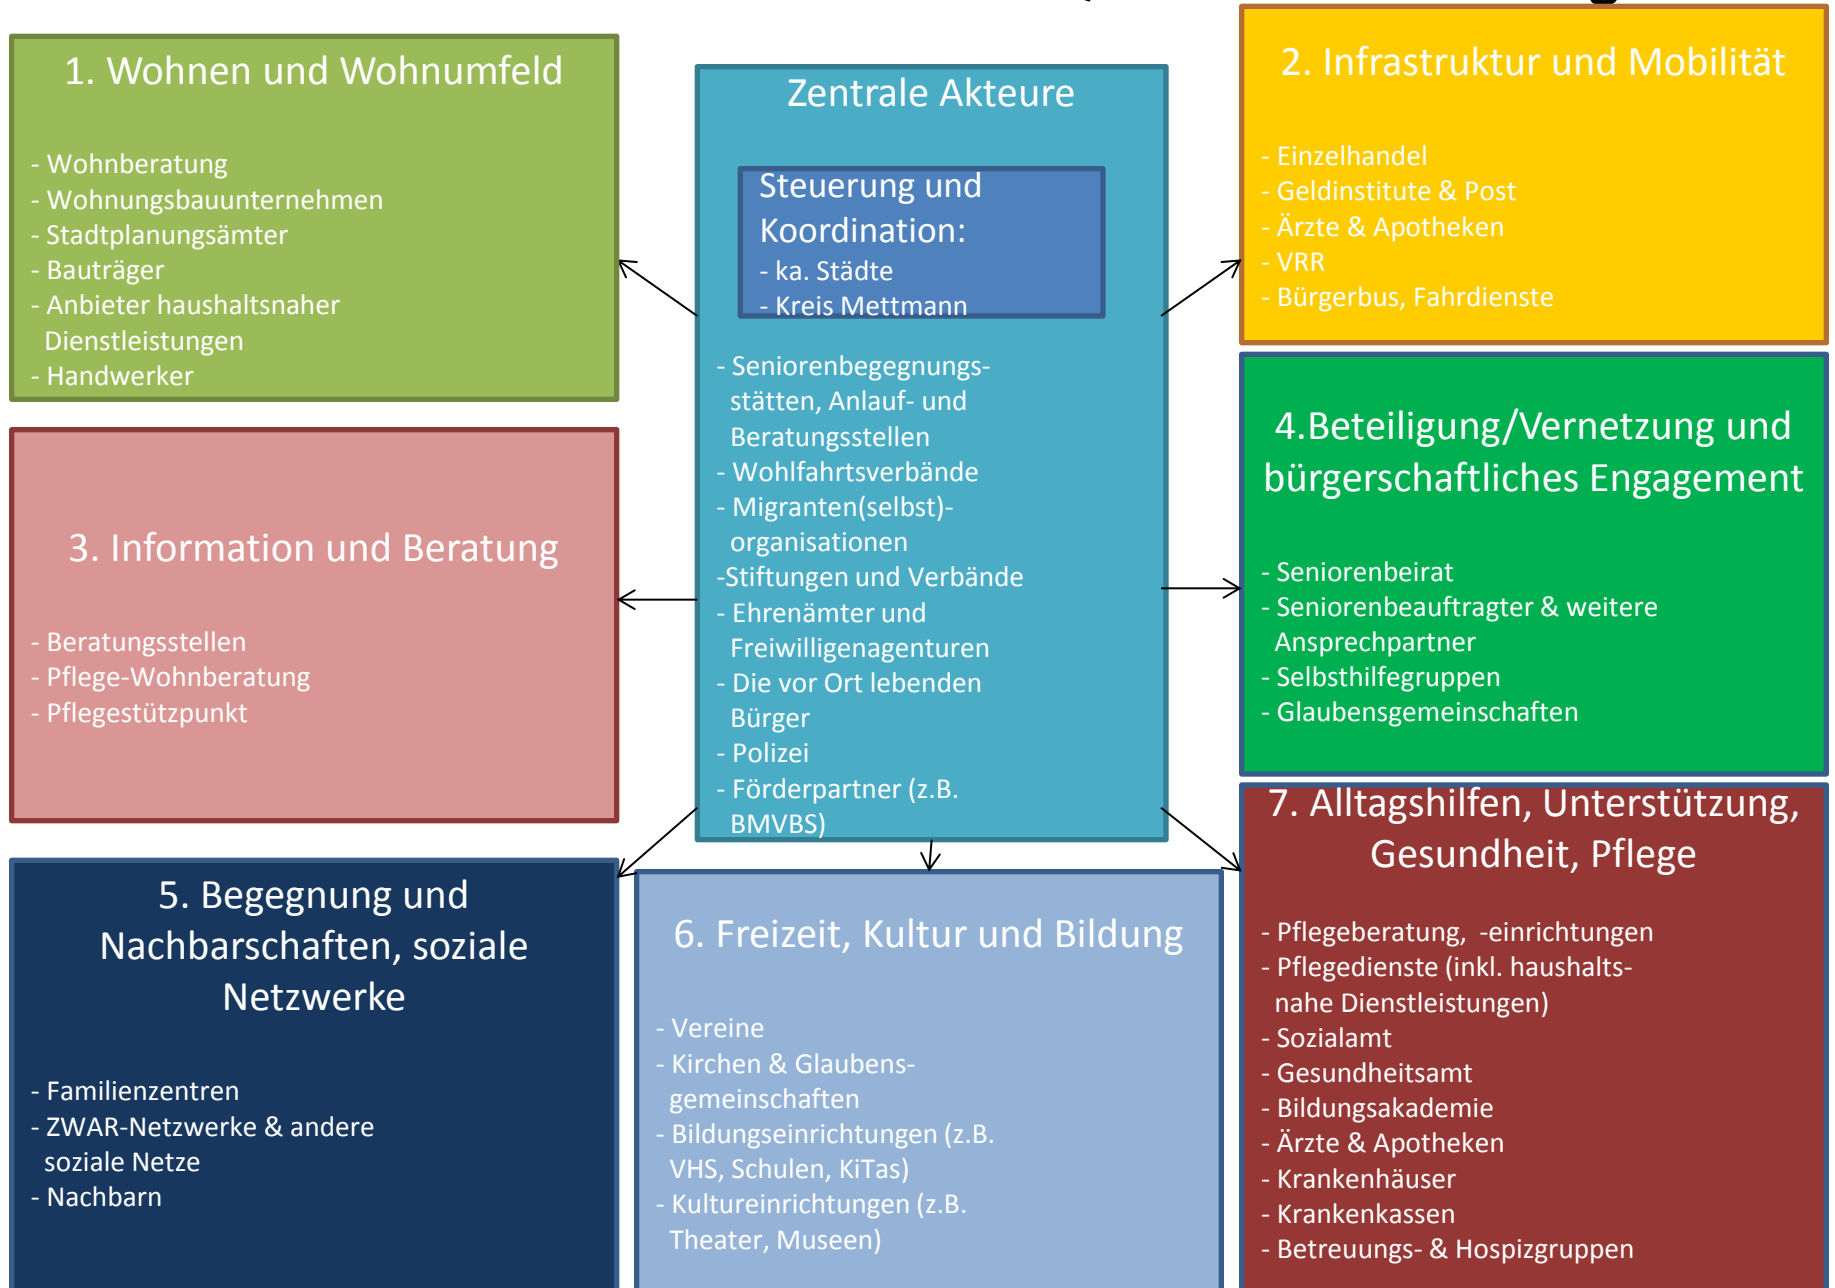 1. Wohnen und Wohnumfeld
- Wohnberatung
- Wohnungsbauunternehmen
- Stadtplanungsämter
- Bauträger
- Anbieter haushaltsnaher
Dienstleistungen
- Handwerker
Zentrale Akteure
Steuerung und
Koordination:
- ka. Städte
- Kreis Mettmann
- Seniorenbegegnungs-
stätten, Anlauf- und
Beratungsstellen
- Wohlfahrtsverbände
- Migranten(selbst)-
organisationen
-Stiftungen und Verbände
- Ehrenämter und
Freiwilligenagenturen
- Die vor Ort lebenden
Bürger
- Polizei
- Förderpartner (z.B.
BMVBS)
2. Infrastruktur und Mobilität
- Einzelhandel
- Geldinstitute & Post
- Ärzte & Apotheken
- VRR
- Bürgerbus, Fahrdienste
3. Information und Beratung
- Beratungsstellen
- Pflege-Wohnberatung
- Pflegestützpunkt
4.Beteiligung/Vernetzung und
bürgerschaftliches Engagement
- Seniorenbeirat
- Seniorenbeauftragter & weitere
Ansprechpartner
- Selbsthilfegruppen
- Glaubensgemeinschaften
5. Begegnung und
Nachbarschaften, soziale
Netzwerke
- Familienzentren
- ZWAR-Netzwerke & andere
soziale Netze
- Nachbarn
6. Freizeit, Kultur und Bildung
- Vereine
- Kirchen & Glaubens-
gemeinschaften
- Bildungseinrichtungen (z.B.
VHS, Schulen, KiTas)
- Kultureinrichtungen (z.B.
Theater, Museen)
7. Alltagshilfen, Unterstützung,
Gesundheit, Pflege
- Pflegeberatung, -einrichtungen
- Pflegedienste (inkl. haushalts-
nahe Dienstleistungen)
- Sozialamt
- Gesundheitsamt
- Bildungsakademie
- Ärzte & Apotheken
- Krankenhäuser
- Krankenkassen
- Betreuungs- & Hospizgruppen